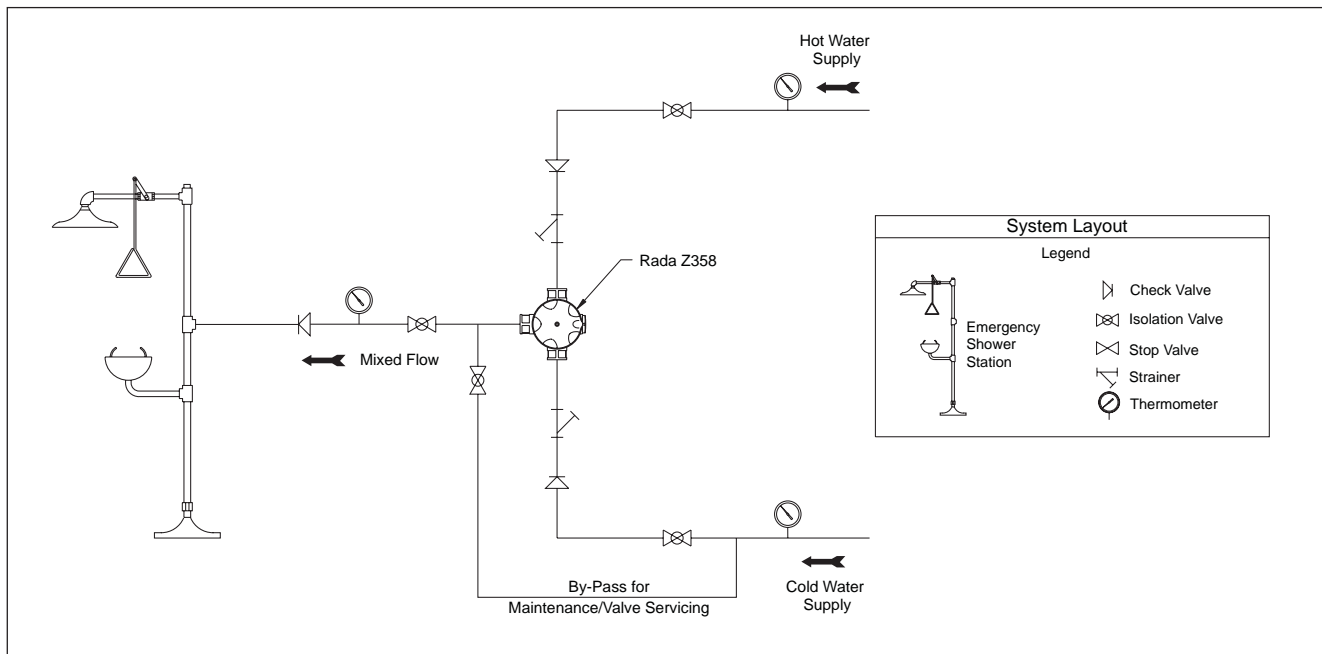 Hot Water
Supply
Rada Z358
Mixed Flow
By-Pass for
Maintenance/Valve Servicing
Cold Water
Supply
System Layout
Legend
Emergency
Shower
Station
Check Valve
Isolation Valve
Stop Valve
Strainer
Thermometer